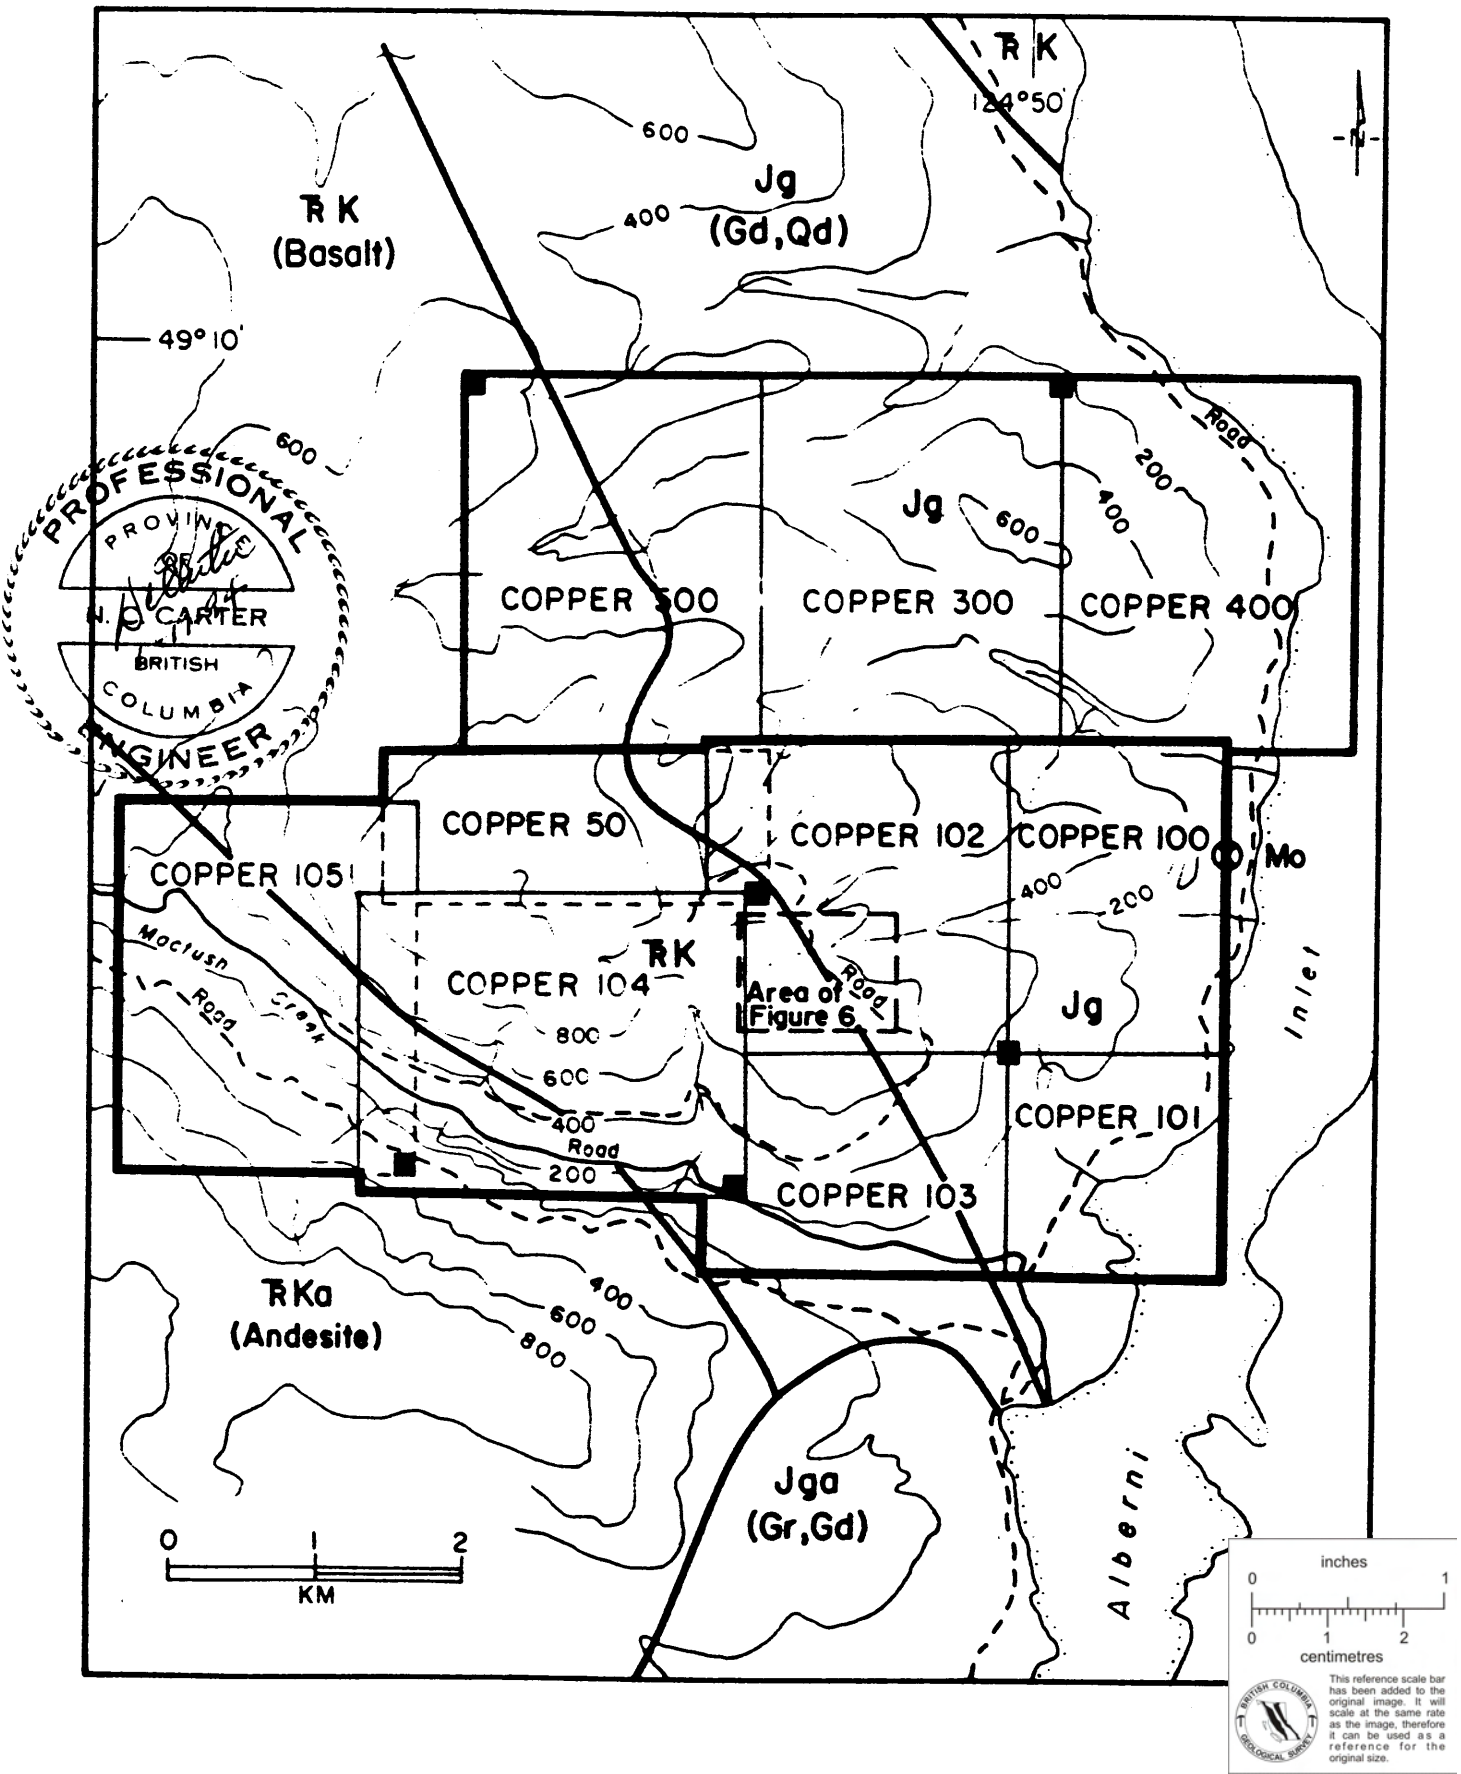 TR K
124°50'
600
Jg
(Gd,Qd)
400
TR K
(Basalt)
N
49°10'
600
Road
200
400
Jg
600
COPPER 500
COPPER 300
COPPER 400
PROFESSIONAL
PROVINCE
OF
N. C. CARTER
BRITISH
COLUMBIA
ENGINEER
COPPER 50
COPPER 102
COPPER 100
Mo
COPPER 105
400
200
Mactush
Creek
Road
TR K
COPPER 104
Area of
Figure 6
Road
Jg
800
600
400
Road
200
COPPER 101
COPPER 103
Inlet
TR Ka
(Andesite)
400
600
800
Jga
(Gr,Gd)
Alberni
0 1 2
KM
inches
0 1
0 1 2
centimetres
BRITISH COLUMBIA
GEOLOGICAL SURVEY
This reference scale bar
has been added to the
original image. It will
scale at the same rate
as the image, therefore
it can be used as a
reference for the
original size.